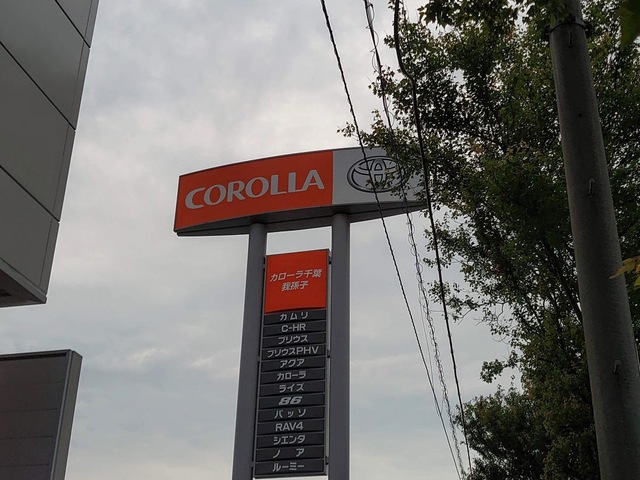 COROLLA
カローラ千葉
我孫子
カムリ
C-HR
プリウス
プリウスPHV
アクア
カローラ
ライズ
86
パッソ
RAV4
シエンタ
ノア
ルーミー